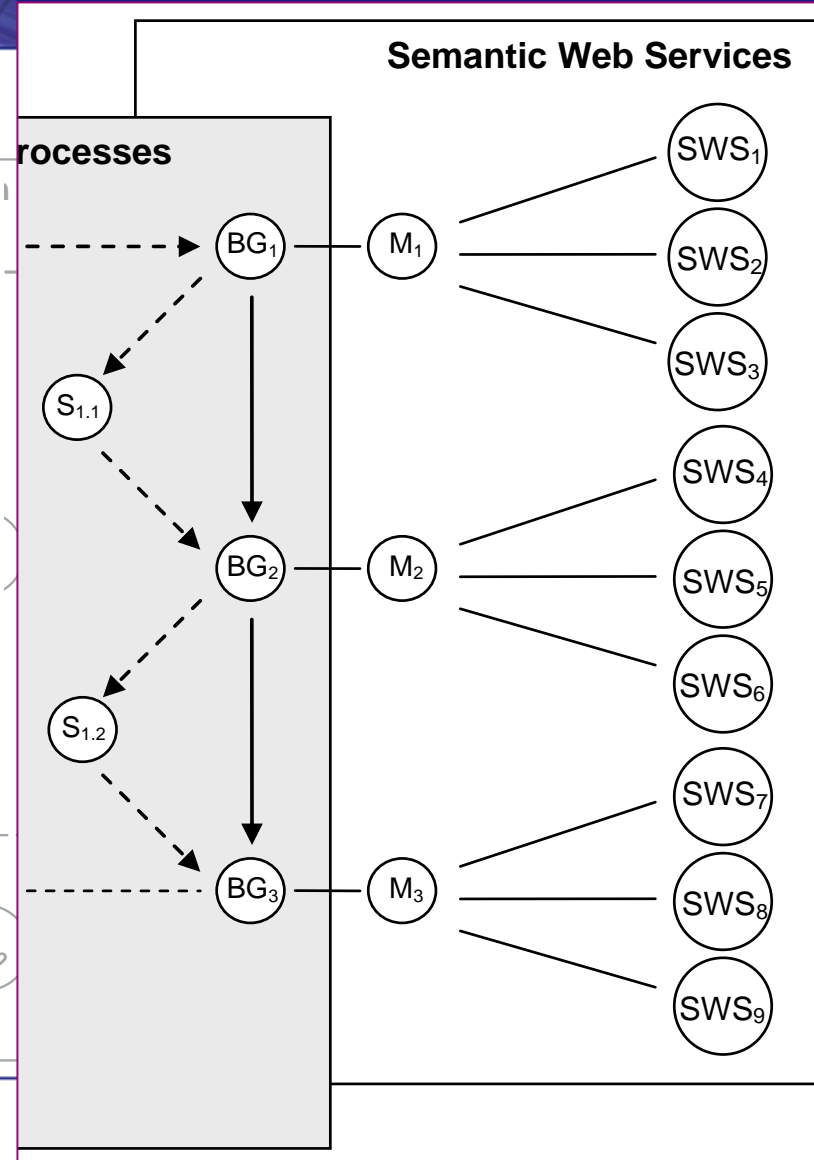 Semantic Web Services
rocesses
SWS₁
BG₁
M₁
SWS₂
SWS₃
S₁.₁
SWS₄
BG₂
M₂
SWS₅
SWS₆
S₁.₂
SWS₇
BG₃
M₃
SWS₈
SWS₉